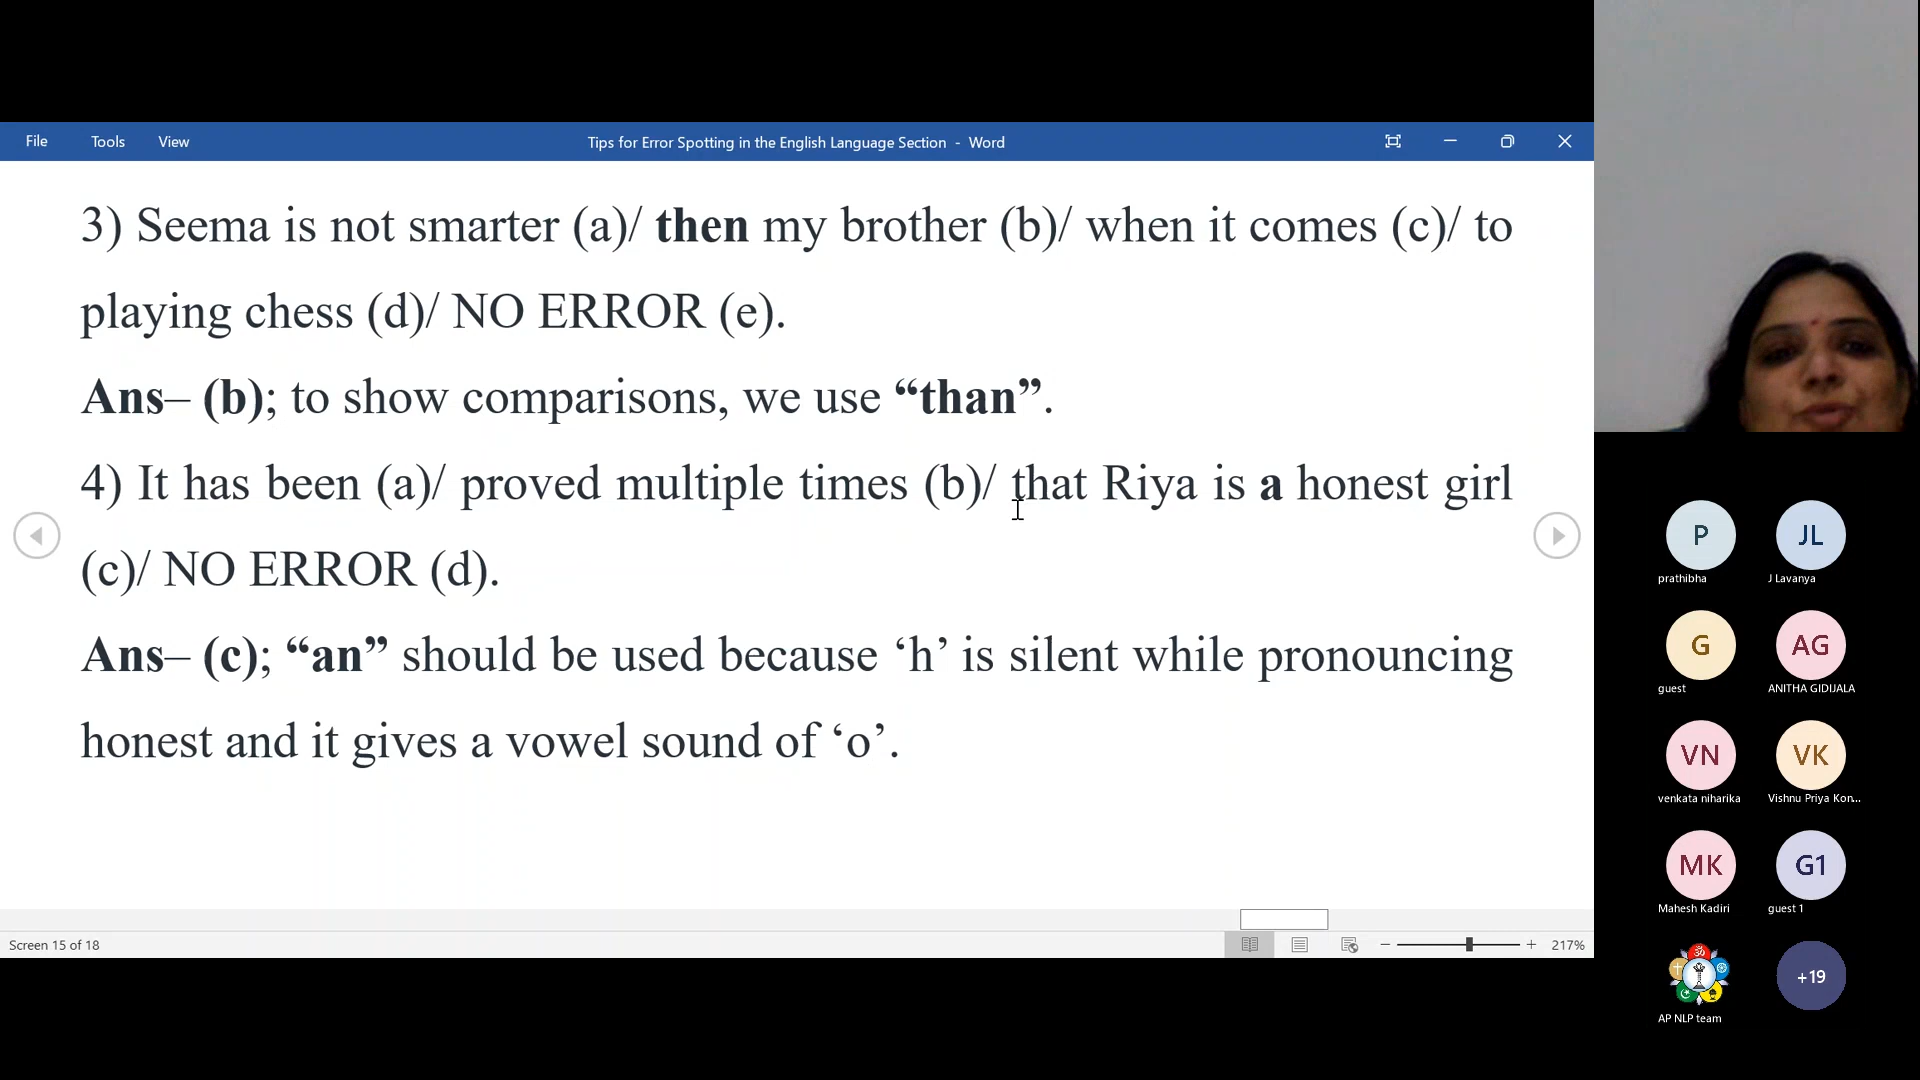 File Tools View Tips for Error Spotting in the English Language Section - Word
3) Seema is not smarter (a)/ then my brother (b)/ when it comes (c)/ to
playing chess (d)/ NO ERROR (e).
Ans– (b); to show comparisons, we use “than”.
4) It has been (a)/ proved multiple times (b)/ that Riya is a honest girl
(c)/ NO ERROR (d).
Ans– (c); “an” should be used because ‘h’ is silent while pronouncing
honest and it gives a vowel sound of ‘o’.
Screen 15 of 18
217%
P JL
prathibha J Lavanya
G AG
guest ANITHA GIDIJALA
VN VK
venkata niharika Vishnu Priya Kon...
MK G1
Mahesh Kadiri guest 1
+19
AP NLP team